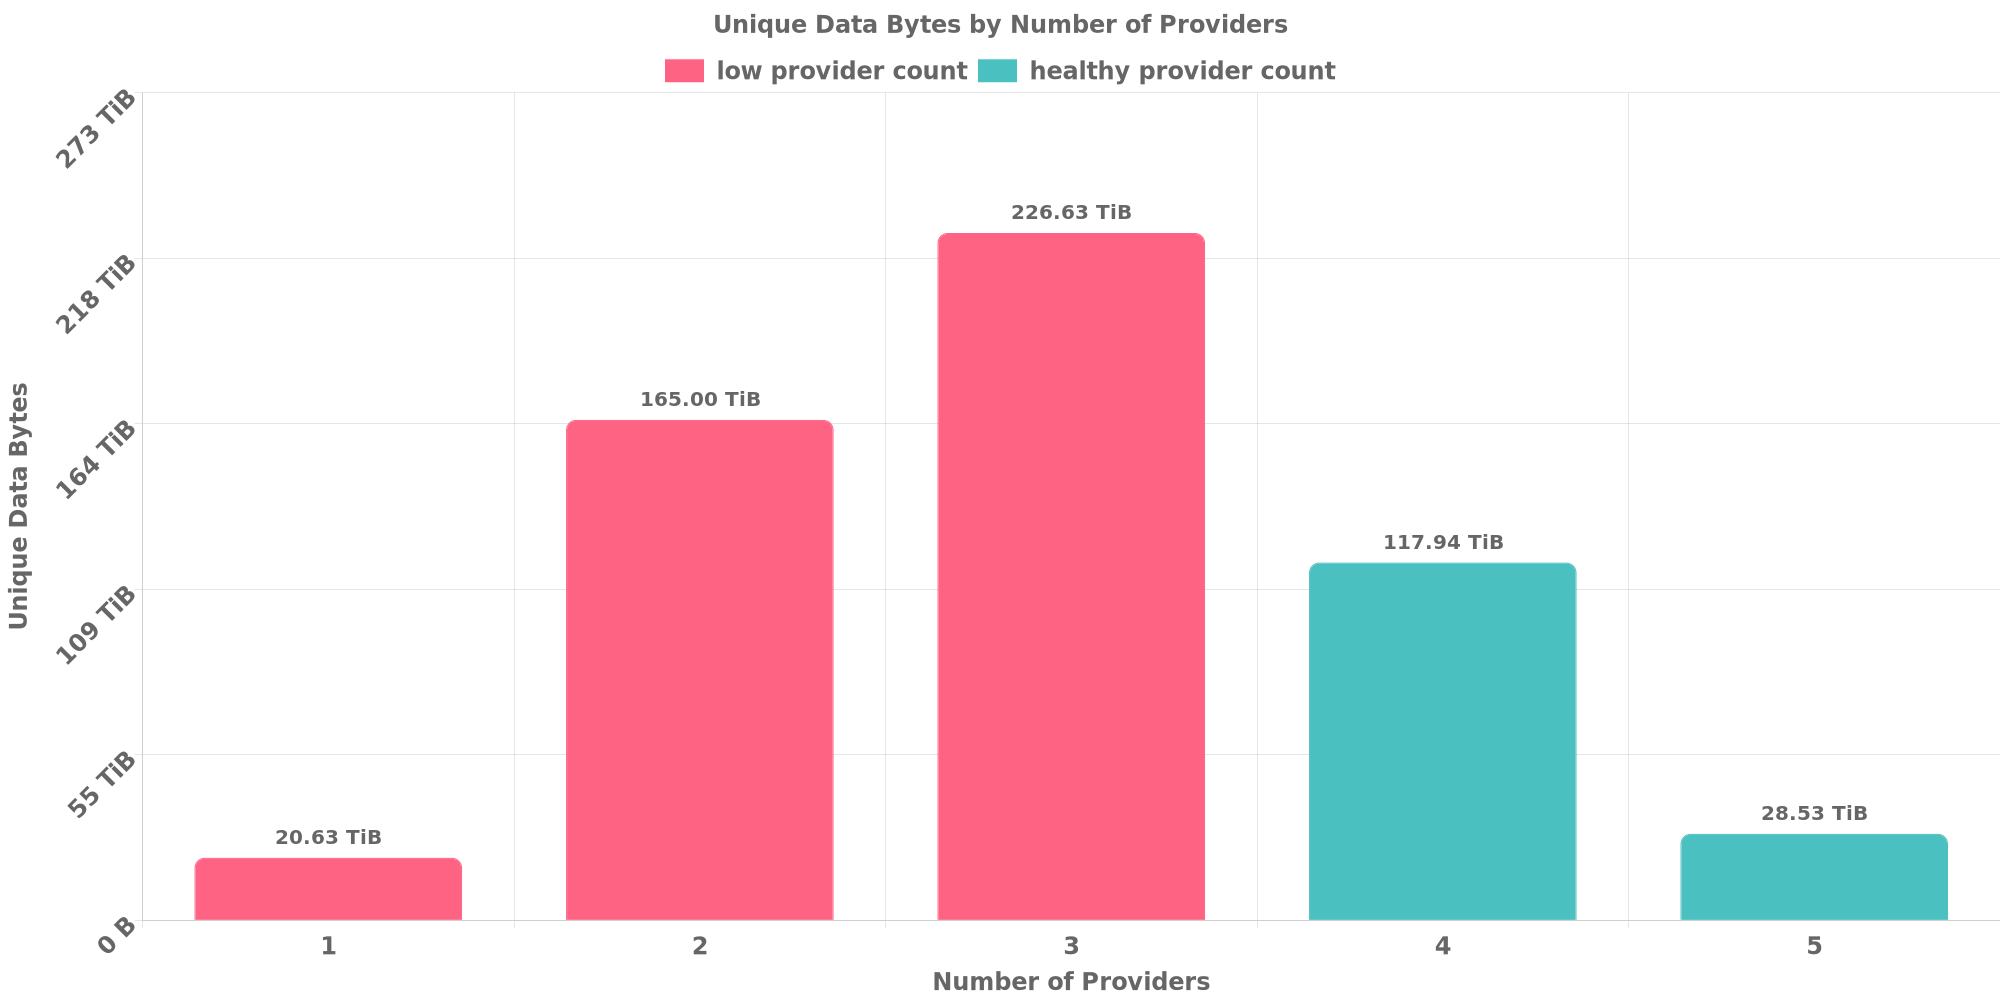 Unique Data Bytes by Number of Providers
low provider count healthy provider count
273 TiB
218 TiB
164 TiB
109 TiB
55 TiB
0 B
Unique Data Bytes
20.63 TiB
165.00 TiB
226.63 TiB
117.94 TiB
28.53 TiB
1 2 3 4 5
Number of Providers